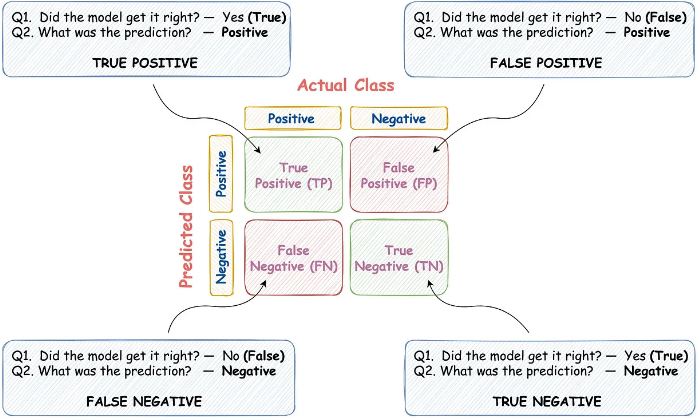 Q1. Did the model get it right? — Yes (True)
Q2. What was the prediction? — Positive
TRUE POSITIVE
Q1. Did the model get it right? — No (False)
Q2. What was the prediction? — Positive
FALSE POSITIVE
Actual Class
Positive
Negative
Predicted Class
Positive
True
Positive (TP)
False
Positive (FP)
Negative
False
Negative (FN)
True
Negative (TN)
Q1. Did the model get it right? — No (False)
Q2. What was the prediction? — Negative
FALSE NEGATIVE
Q1. Did the model get it right? — Yes (True)
Q2. What was the prediction? — Negative
TRUE NEGATIVE